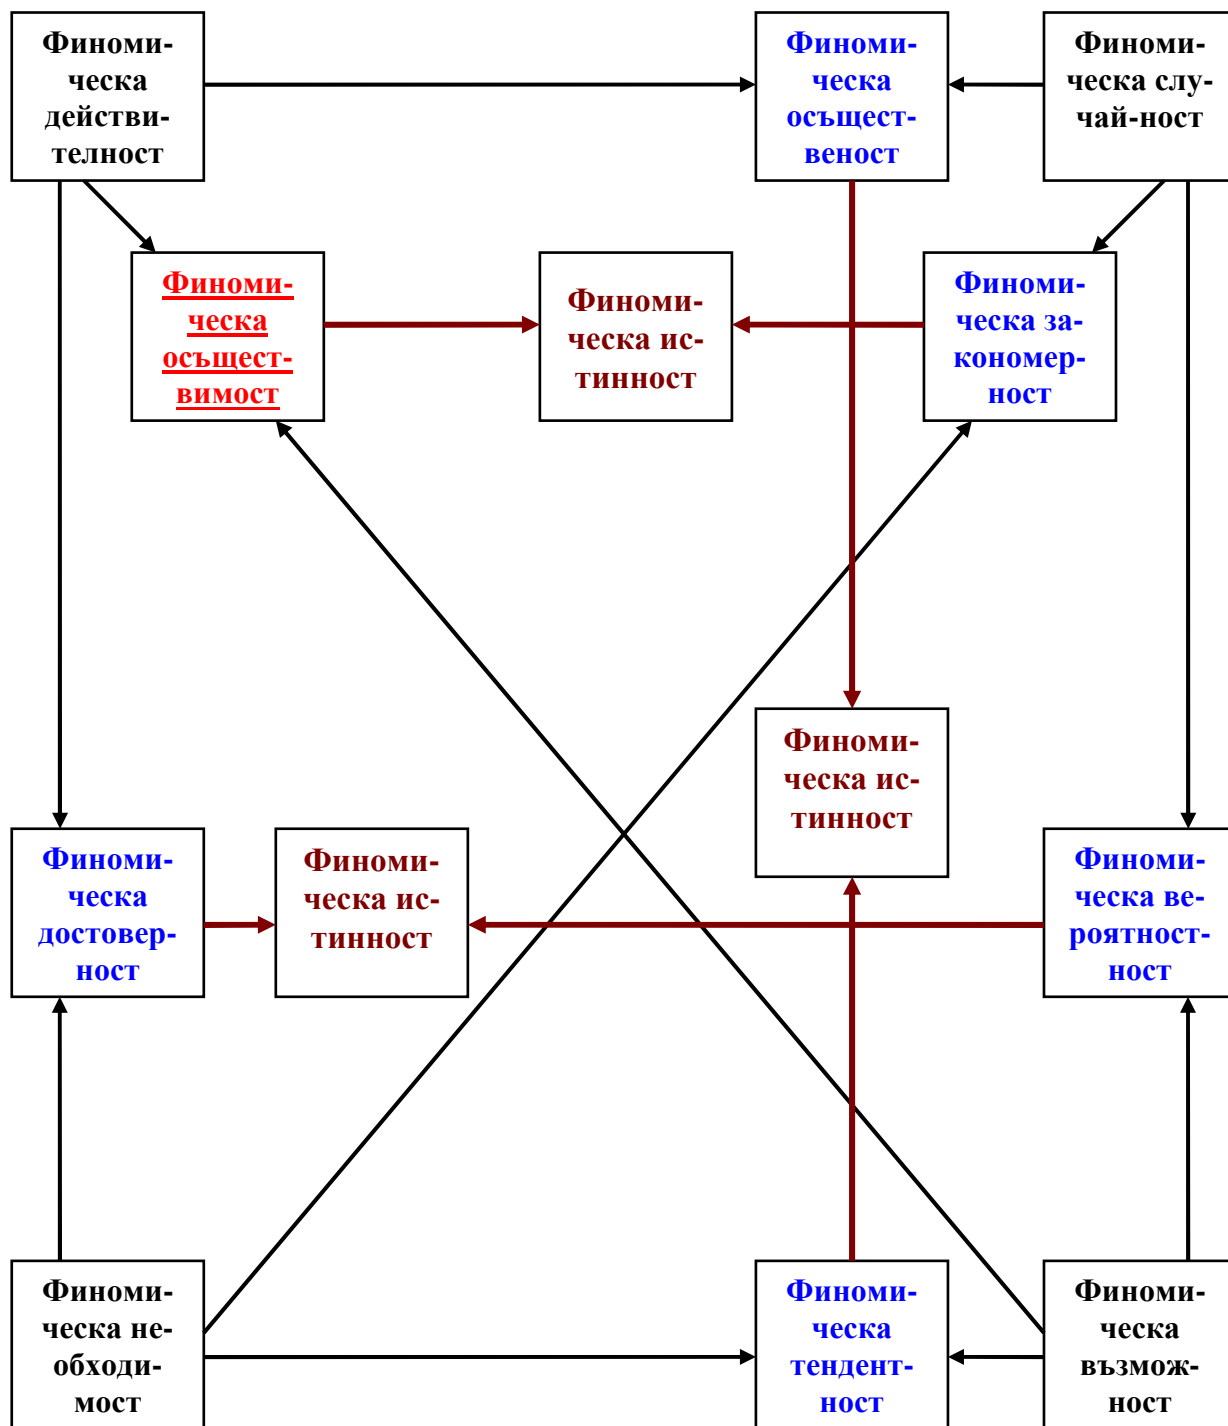 Финоми-
ческа
действи-
телност
Финоми-
ческа
осъщест-
веност
Финоми-
ческа слу-
чай-ност
Финоми-
ческа
осъщест-
вимост
Финоми-
ческа ис-
тинност
Финоми-
ческа за-
кономер-
ност
Финоми-
ческа ис-
тинност
Финоми-
ческа
достовер-
ност
Финоми-
ческа ис-
тинност
Финоми-
ческа ве-
роятност-
ност
Финоми-
ческа не-
обходи-
мост
Финоми-
ческа
тендент-
ност
Финоми-
ческа
възмож-
ност